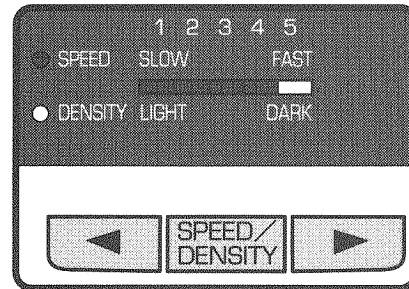 1 2 3 4 5
SPEED SLOW FAST
DENSITY LIGHT DARK
SPEED/
DENSITY